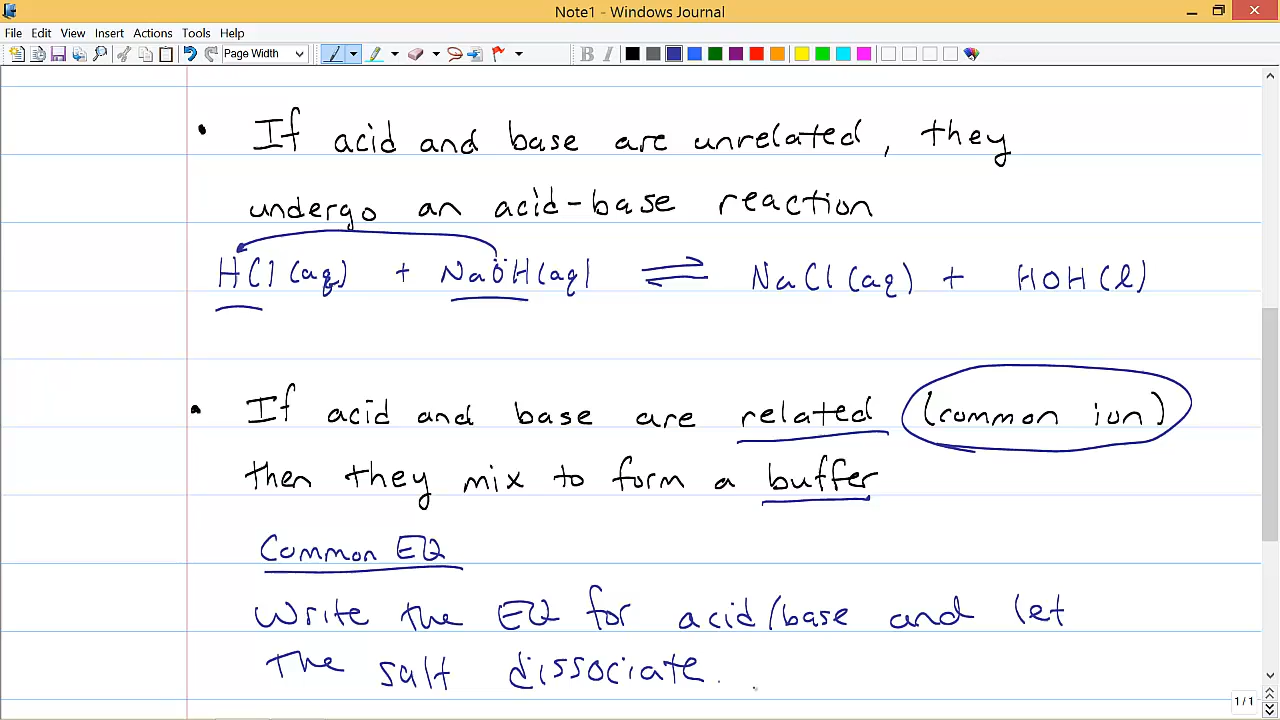 Note1 - Windows Journal
File Edit View Insert Actions Tools Help
Page Width
B I
• If acid and base are unrelated, they
undergo an acid-base reaction
HCl(aq) + NaÖH(aq) ⇌ NaCl(aq) + HOH(l)
• If acid and base are related (common ion)
then they mix to form a buffer
Common EQ
Write the EQ for acid/base and let
the salt dissociate.
1/1